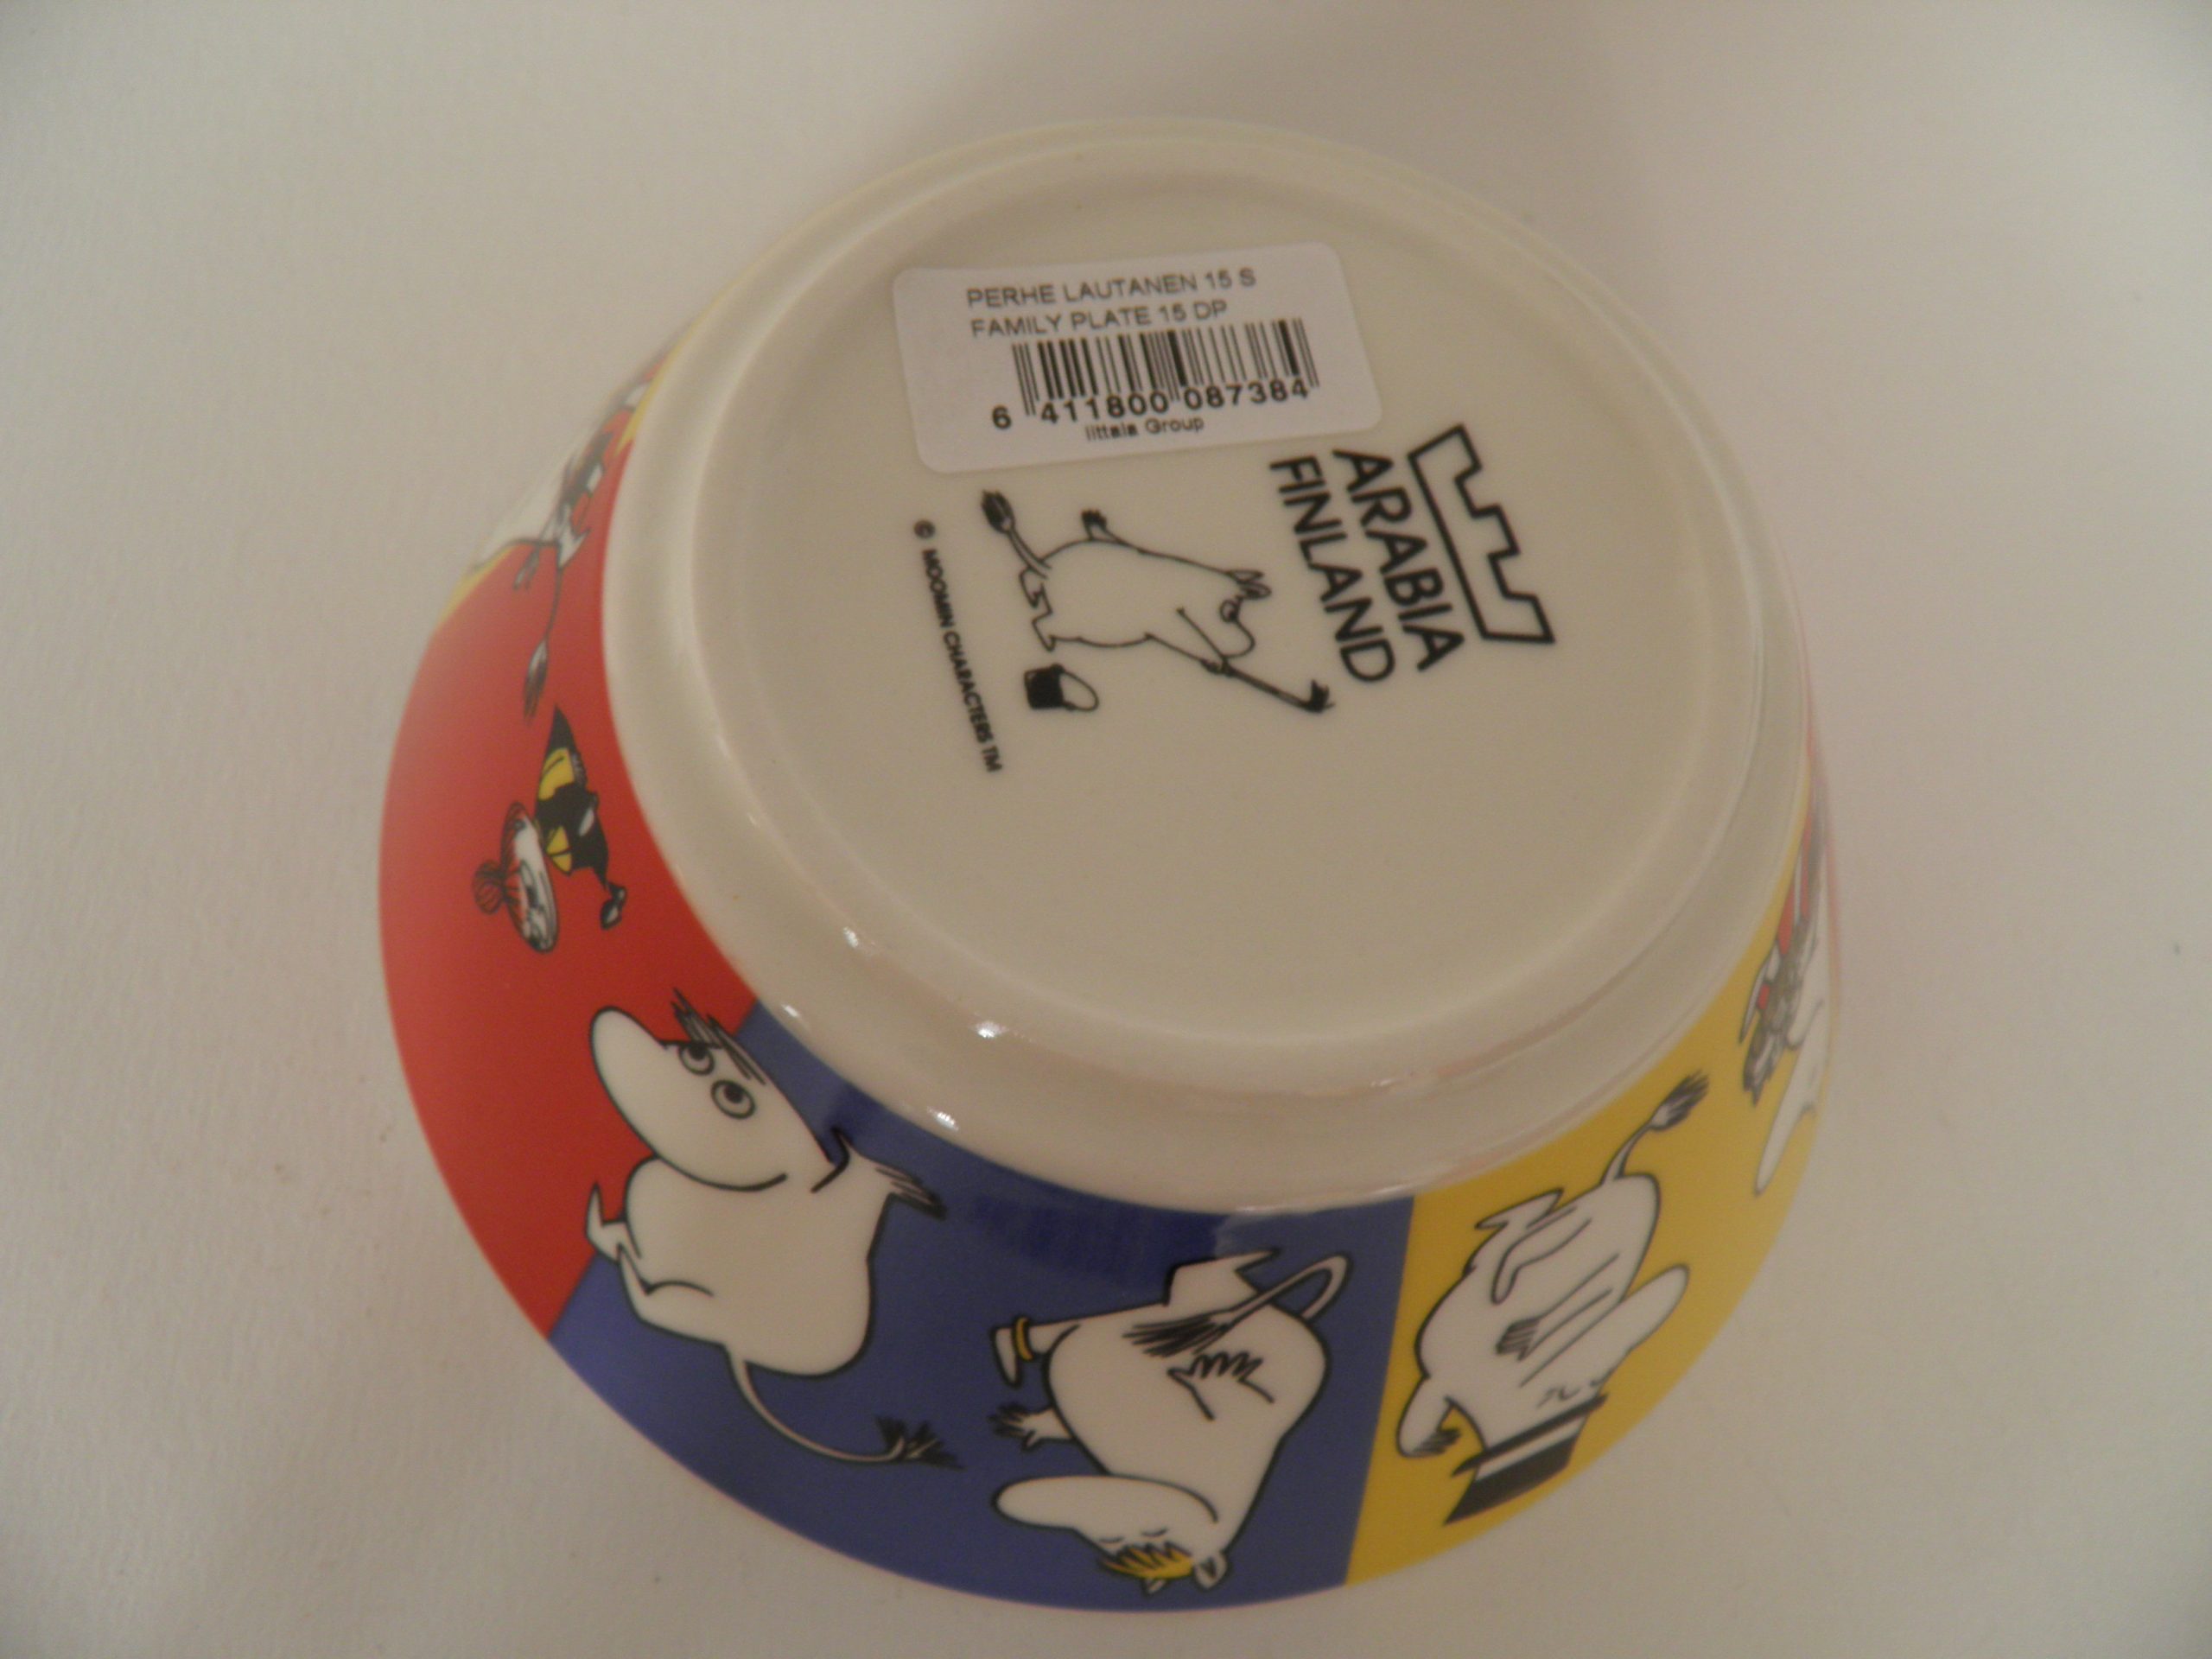 PERHE LAUTANEN 15 S
FAMILY PLATE 15 DP
6 411800 087384
Iittala Group
ARABIA
FINLAND
© MOOMIN CHARACTERS TM